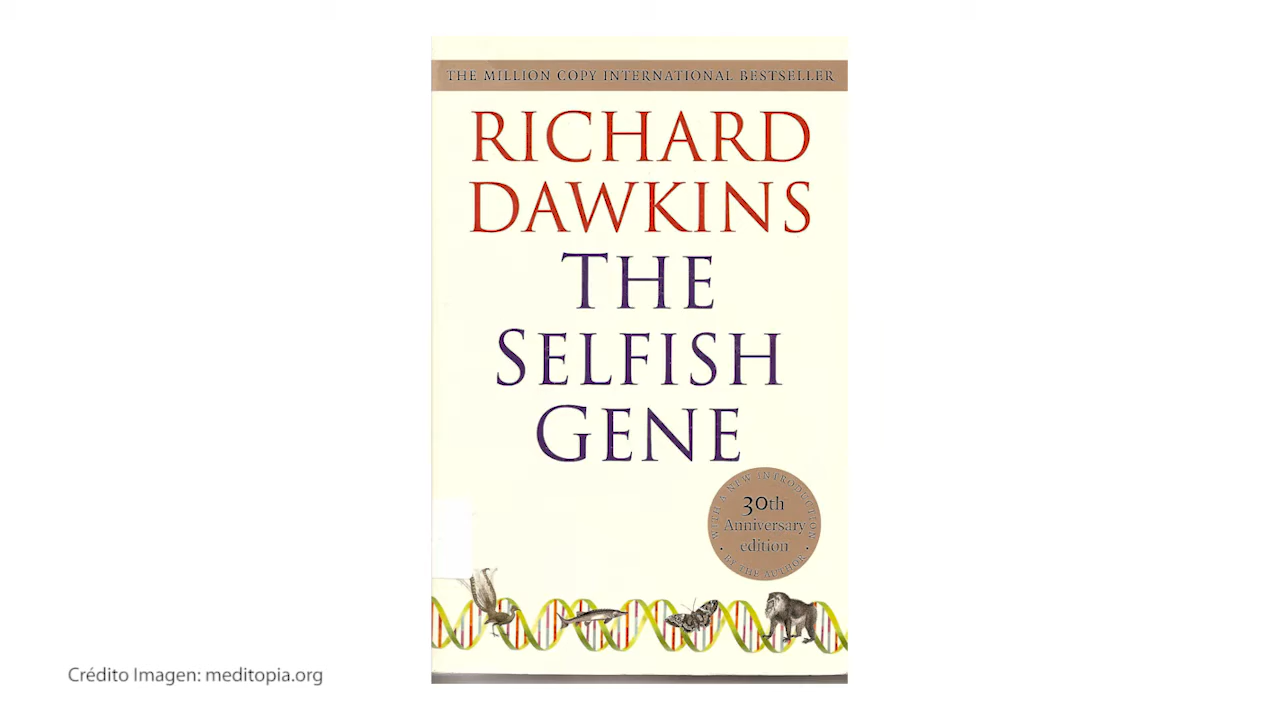 THE MILLION COPY INTERNATIONAL BESTSELLER
RICHARD
DAWKINS
THE
SELFISH
GENE
WITH A NEW INTRODUCTION
30th
Anniversary
edition
• BY THE AUTHOR •
Crédito Imagen: meditopia.org